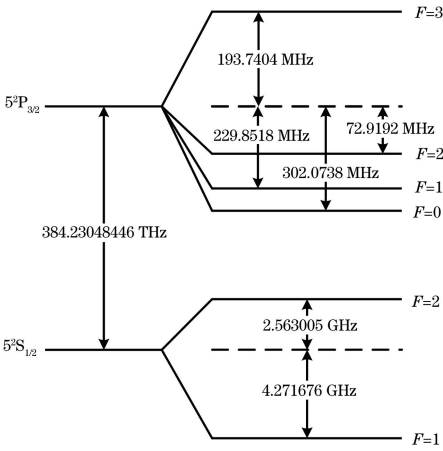 F=3
193.7404 MHz
5²P3/2
229.8518 MHz
72.9192 MHz
F=2
302.0738 MHz
F=1
F=0
384.23048446 THz
F=2
2.563005 GHz
5²S1/2
4.271676 GHz
F=1